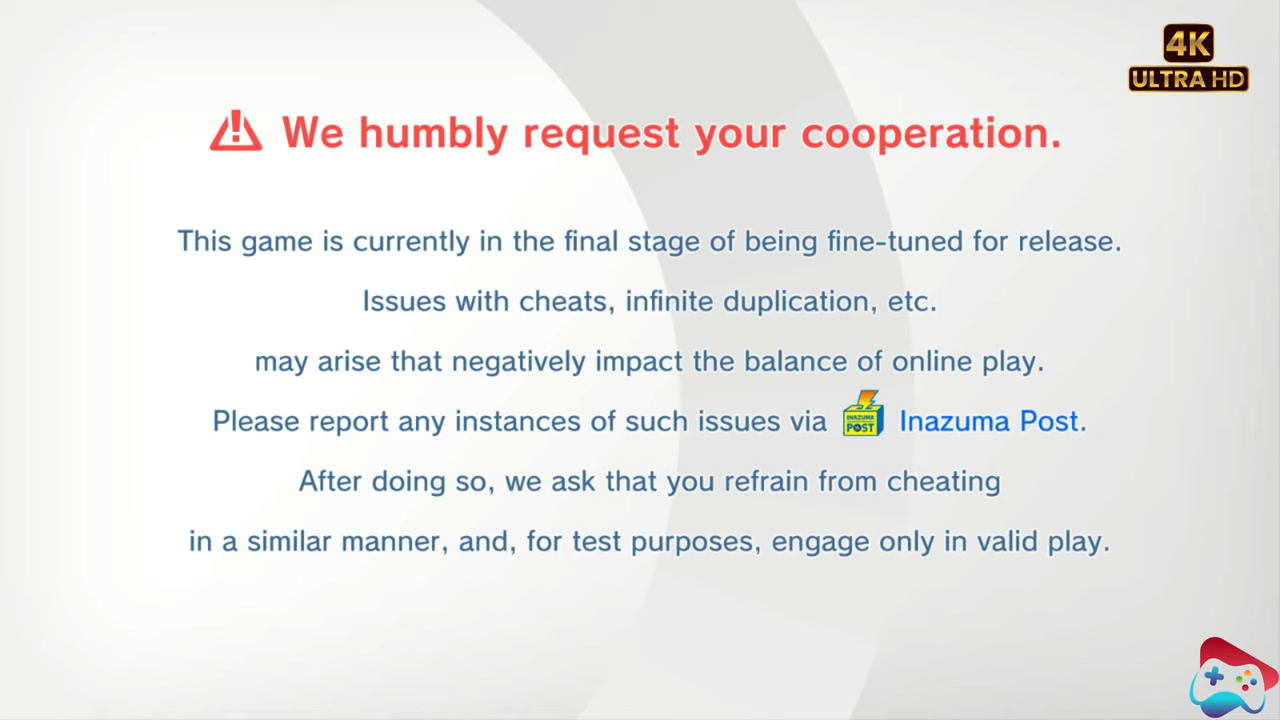 4K
ULTRA HD
We humbly request your cooperation.
This game is currently in the final stage of being fine-tuned for release.
Issues with cheats, infinite duplication, etc.
may arise that negatively impact the balance of online play.
Please report any instances of such issues via INAZUMA POST Inazuma Post.
After doing so, we ask that you refrain from cheating
in a similar manner, and, for test purposes, engage only in valid play.